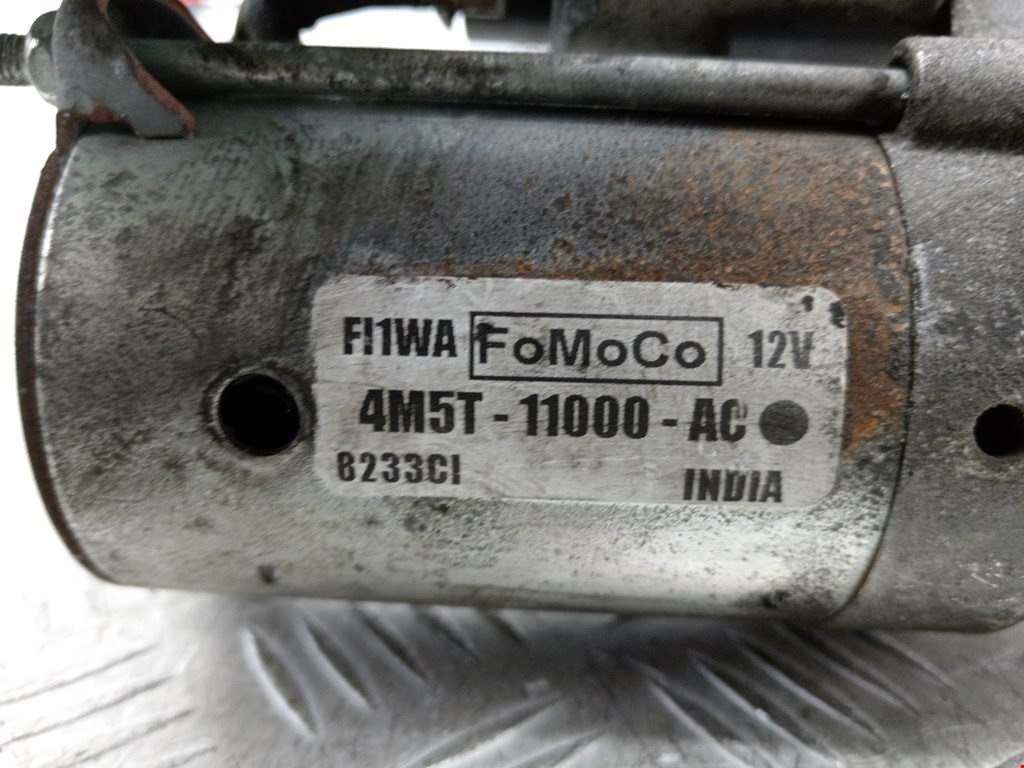 FI1WA FoMoCo 12V
4M5T-11000-AC
8233CI INDIA